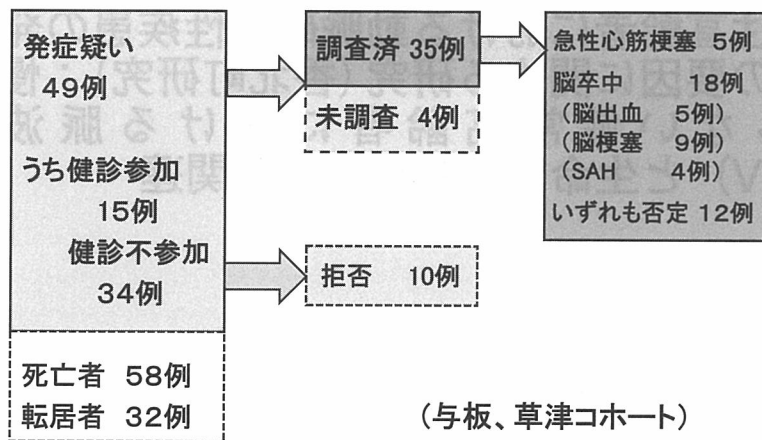 発症疑い
49例
うち健診参加
15例
健診不参加
34例
死亡者 58例
転居者 32例
調査済 35例
未調査 4例
拒否 10例
急性心筋梗塞 5例
脳卒中 18例
(脳出血 5例)
(脳梗塞 9例)
(SAH 4例)
いずれも否定 12例
(与板、草津コホート)